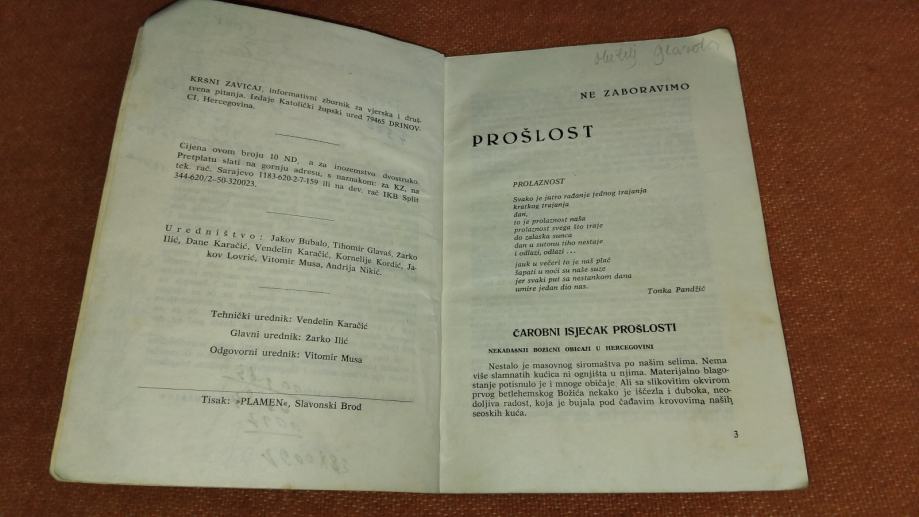 KRŠNI ZAVIČAJ, informativni zbornik za vjerska i druš-
tvena pitanja. Izdaje Katolički župski ured 79465 DRINOV-
CI, Hercegovina.
Cijena ovom broju 10 ND, a za inozemstvo dvostruko.
Pretplatu slati na gornju adresu, s naznakom: za KZ, na
tek. rač. Sarajevo 1183-620-2-7-159 ili na dev. rač IKB Split
344-620/2—50-320023.
Uredništvo: Jakov Bubalo, Tihomir Glavaš, Žarko
Ilić, Dane Karačić, Vendelin Karačić, Kornelije Kordić, Ja-
kov Lovrić, Vitomir Musa, Andrija Nikić.
Tehnički urednik: Vendelin Karačić
Glavni urednik: Žarko Ilić
Odgovorni urednik: Vitomir Musa
Tisak: »PLAMEN«, Slavonski Brod
NE ZABORAVIMO
PROŠLOST
PROLAZNOST
Svako je jutro rađanje jednog trajanja
kratkog trajanja
dan,
to je prolaznost naša
prolaznost svega što traje
do zalaska sunca
dan u sutonu tiho nestaje
i odlazi, odlazi ...
jauk u večeri to je naš plač
šapati u noći su naše suze
jer svaki put sa nestankom dana
umire jedan dio nas.
Tonka Pandžić
ČAROBNI ISJEČAK PROŠLOSTI
NEKADAŠNJI BOŽIĆNI OBIČAJI U HERCEGOVINI
Nestalo je masovnog siromaštva po našim selima. Nema
više slamnatih kućica ni ognjišta u njima. Materijalno blago-
stanje potisnulo je i mnoge običaje. Ali sa slikovitim okvirom
prvog betlehemskog Božića nekako je iščezla i duboka, neo-
doljiva radost, koja je bujala pod čađavim krovovima naših
seoskih kuća.
3